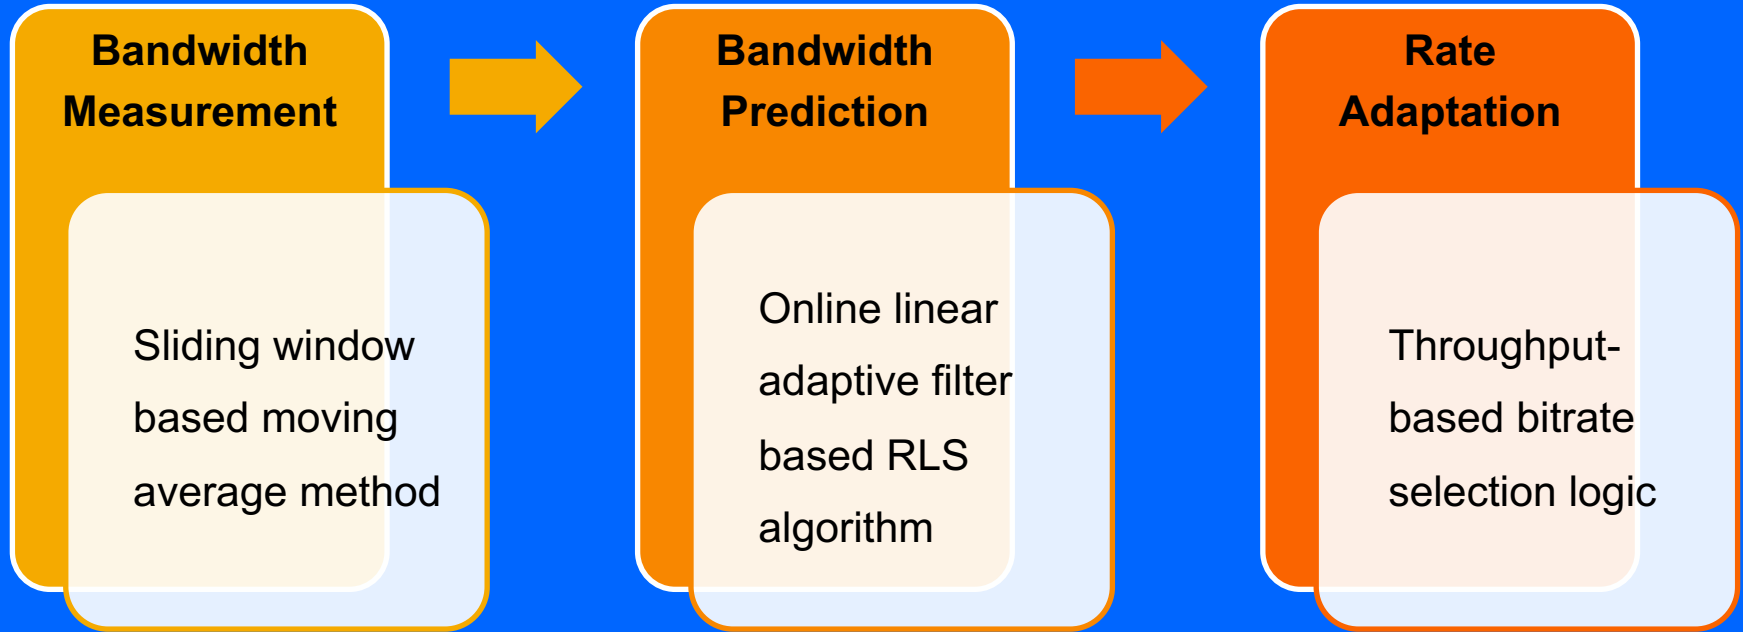 Bandwidth
Measurement
Sliding window
based moving
average method
Bandwidth
Prediction
Online linear
adaptive filter
based RLS
algorithm
Rate
Adaptation
Throughput-
based bitrate
selection logic